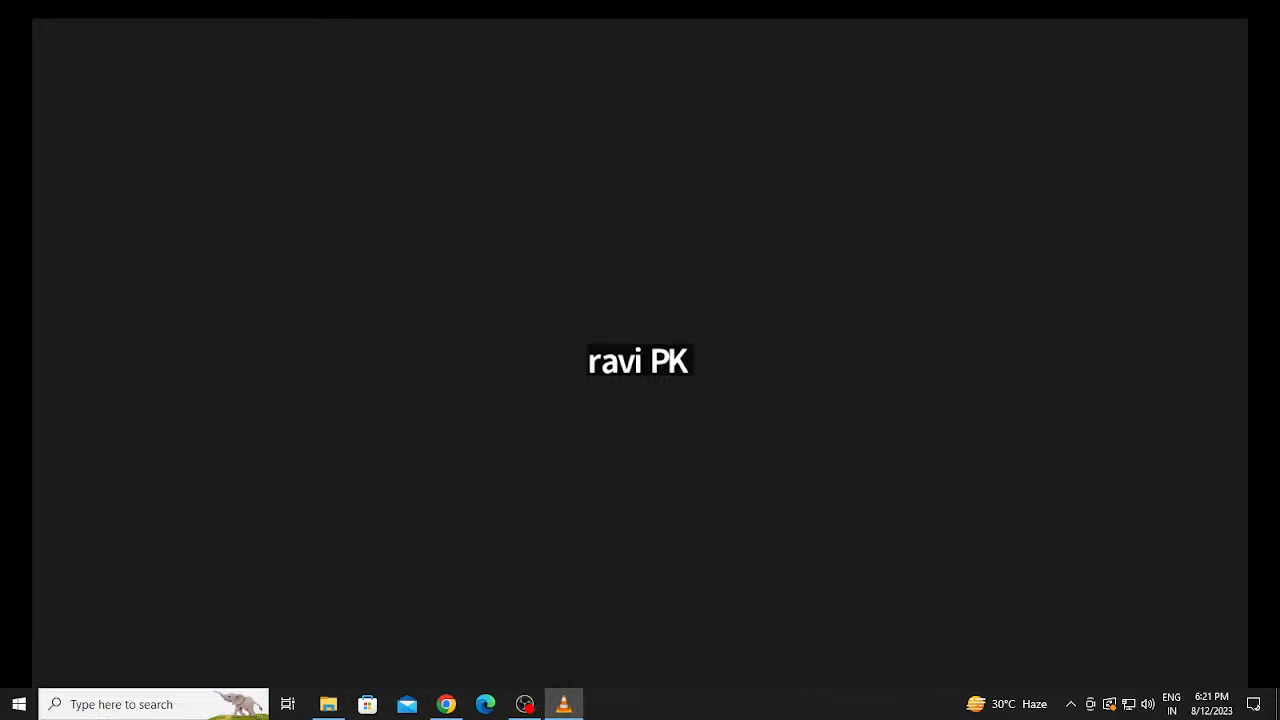 ravi PK
Type here to search
30°C Haze
ENG
IN
6:21 PM
8/12/2023